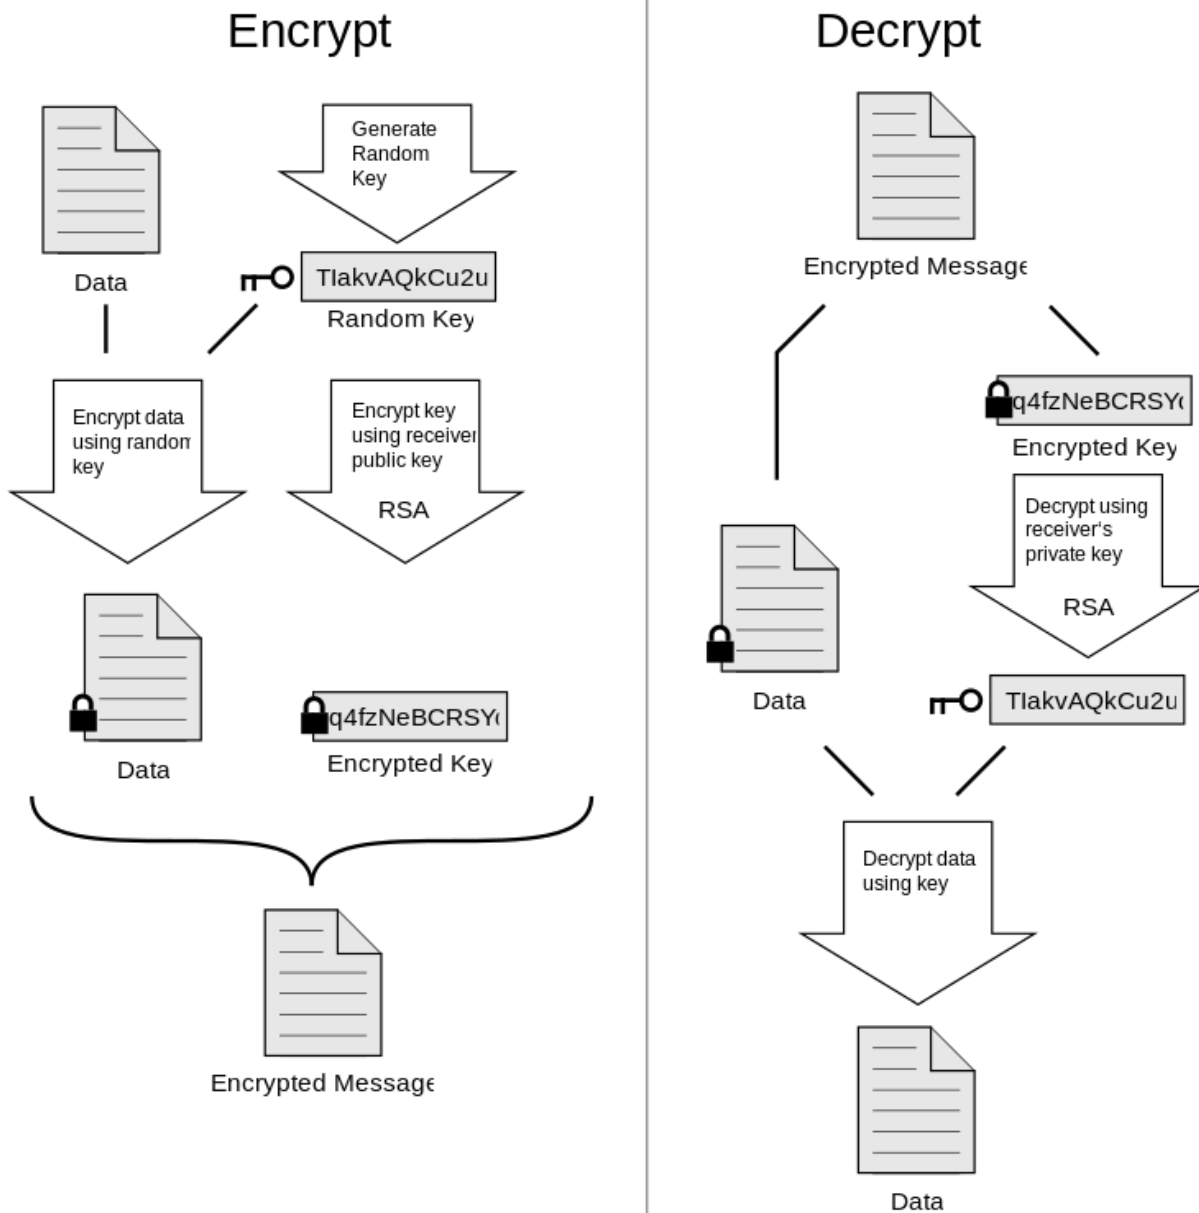 Encrypt
Data
Generate
Random
Key
TIakvAQkCu2u
Random Key
Encrypt data
using random
key
Encrypt key
using receiver
public key
RSA
Data
q4fzNeBCRSY
Encrypted Key
Encrypted Message
Decrypt
Encrypted Message
q4fzNeBCRSY
Encrypted Key
Decrypt using
receiver's
private key
RSA
Data
TIakvAQkCu2u
Decrypt data
using key
Data